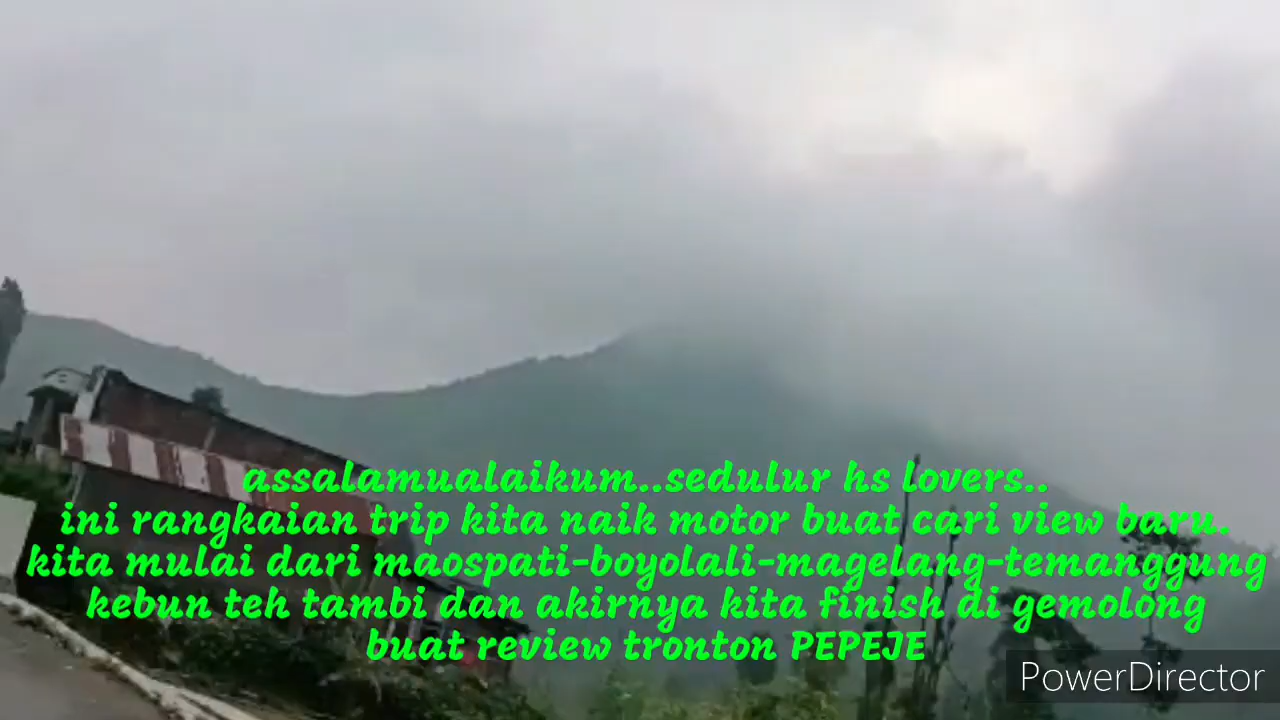 assalamualaikum..sedulur hs lovers..
ini rangkaian trip kita naik motor buat cari view baru.
kita mulai dari maospati-boyolali-magelang-temanggung
kebun teh tambi dan akirnya kita finish di gemolong
buat review tronton PEPEJE
PowerDirector